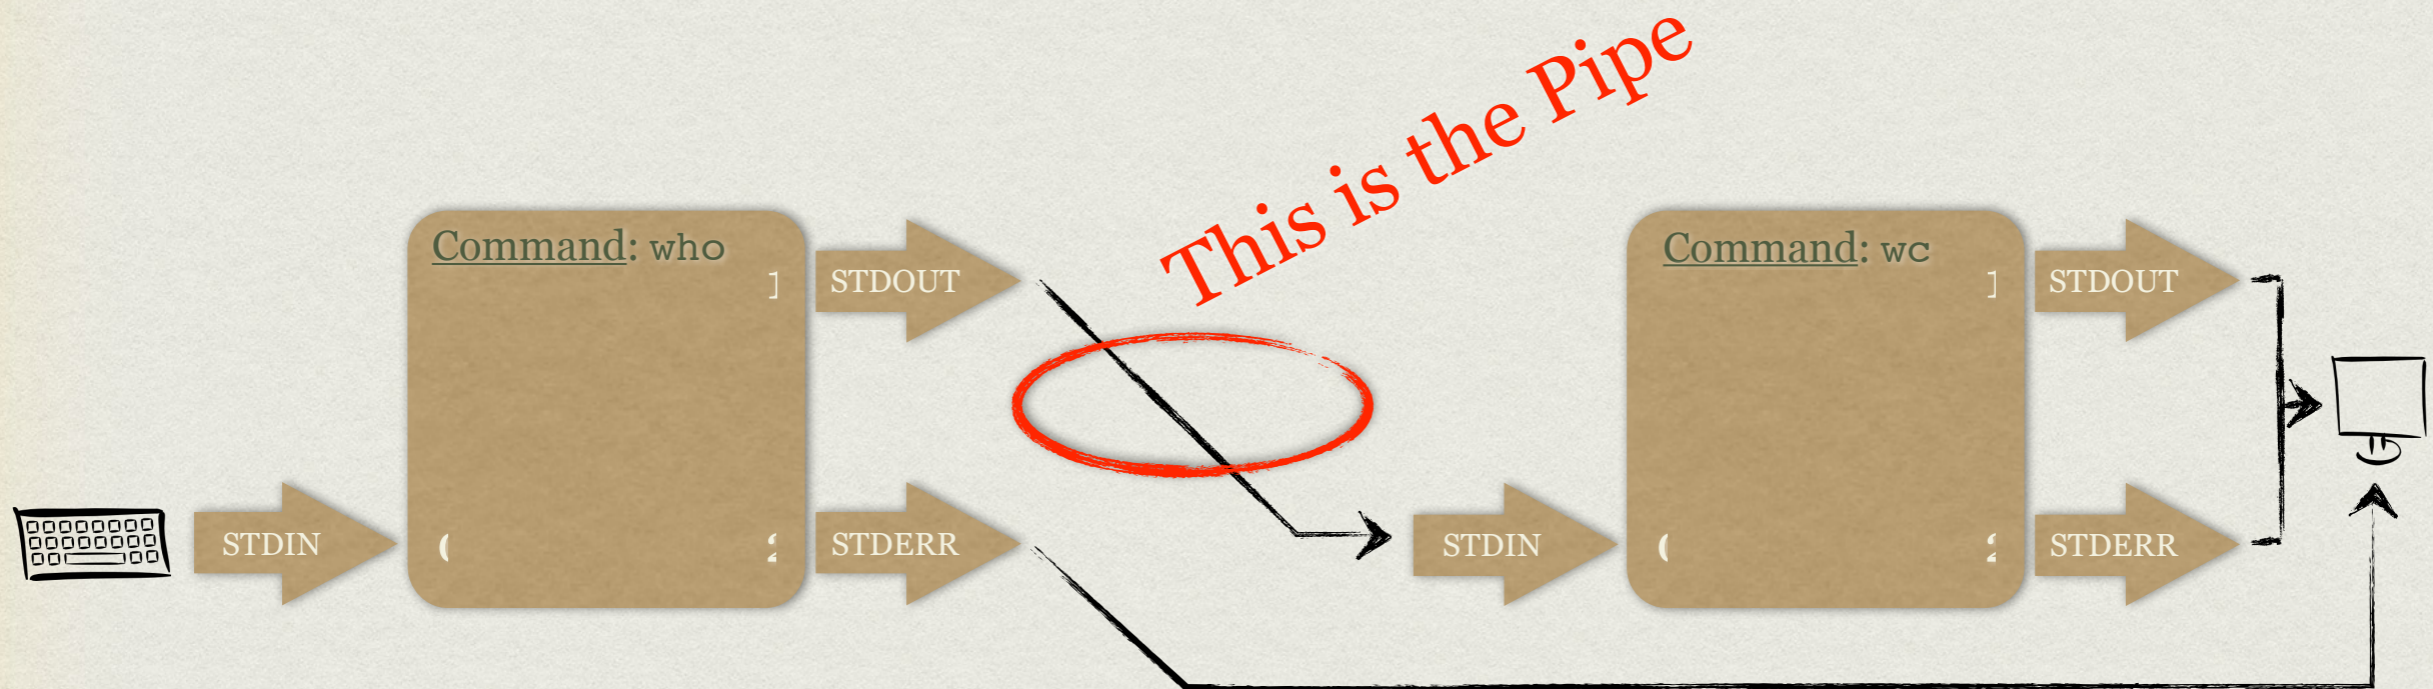 This is the Pipe
Command: who
STDOUT
STDIN
STDERR
Command: wc
STDOUT
STDIN
STDERR